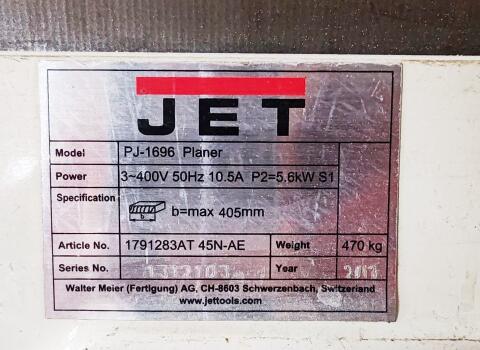 JET
Model PJ-1696 Planer
Power 3~400V 50Hz 10.5A P2=5.6kW S1
Specification b=max 405mm
Article No. 1791283AT 45N-AE Weight 470 kg
Series No. Year
Walter Meier (Fertigung) AG, CH-8603 Schwerzenbach, Switzerland
www.jettools.com